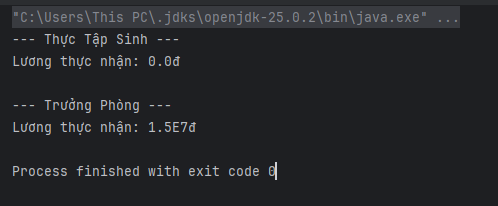 "C:\Users\This PC\.jdks\openjdk-25.0.2\bin\java.exe" ...
--- Thực Tập Sinh ---
Lương thực nhận: 0.0đ
--- Trưởng Phòng ---
Lương thực nhận: 1.5E7đ
Process finished with exit code 0